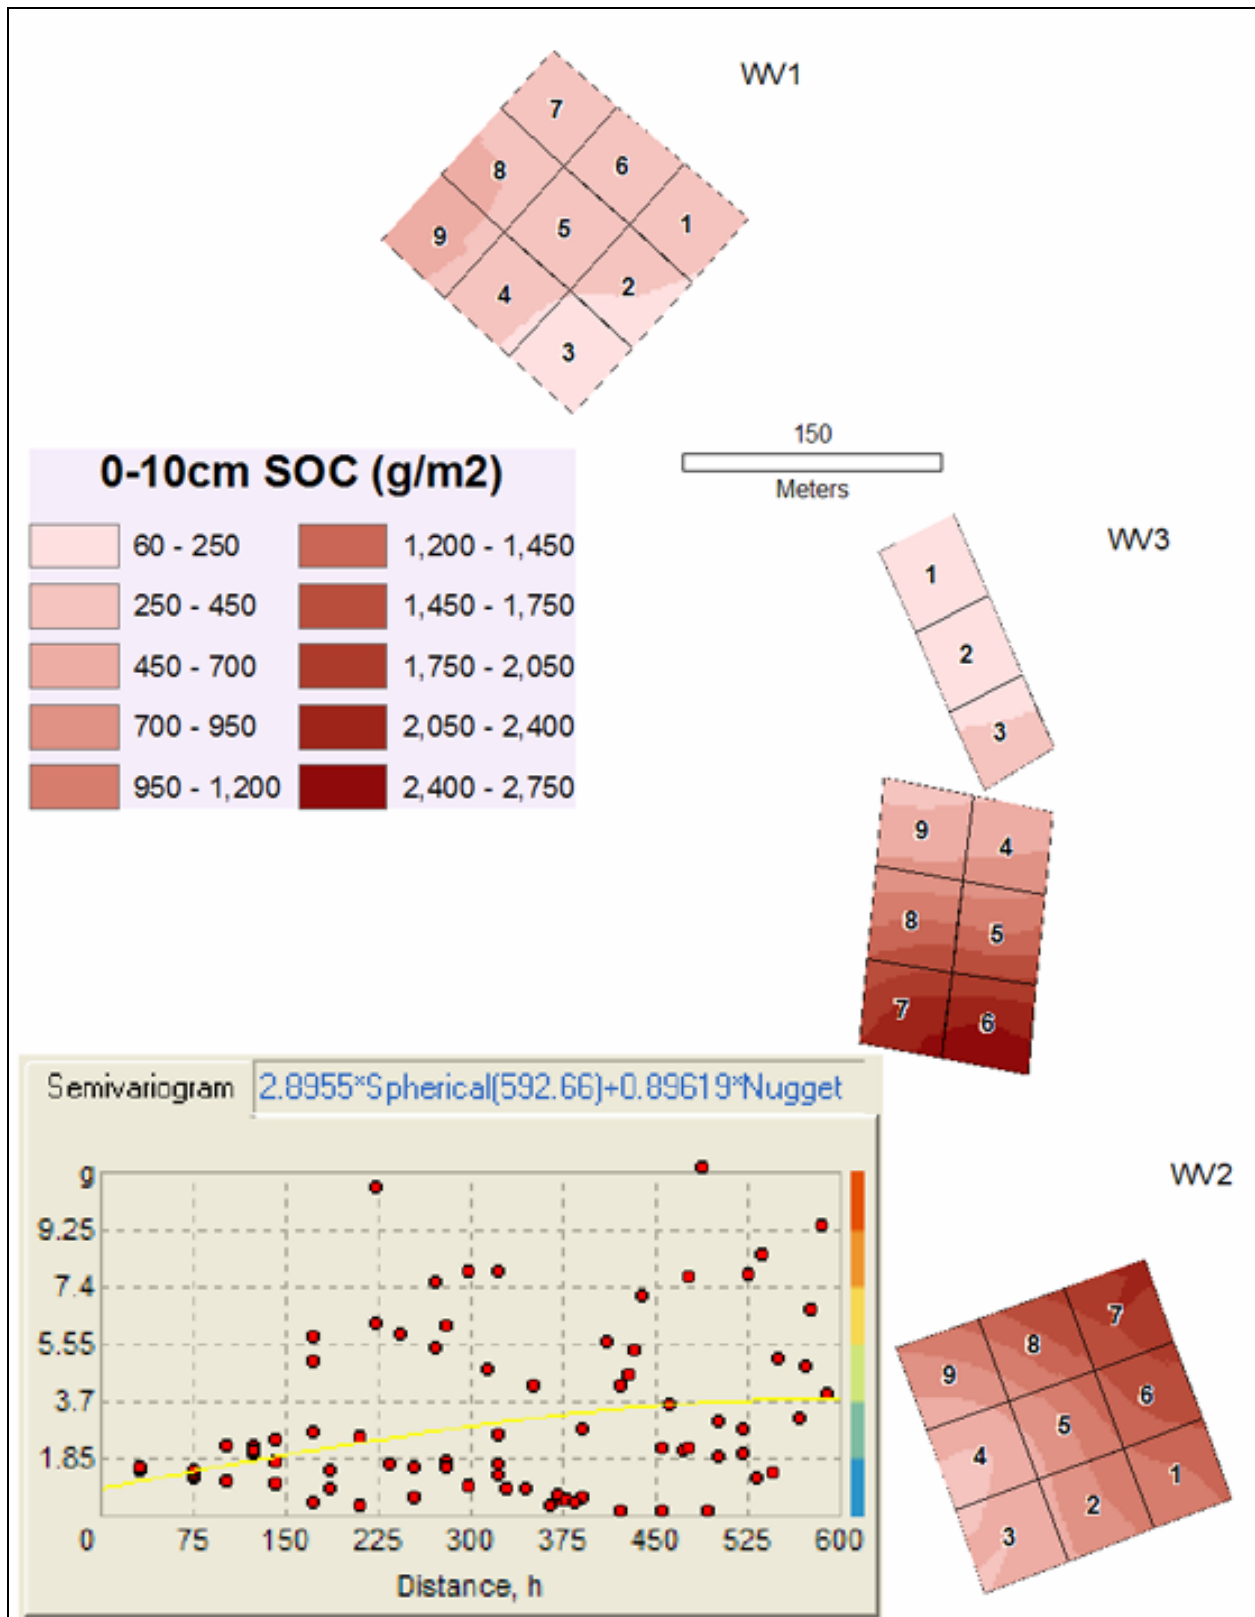 WV1
7
8
6
9
5
1
4
2
3
150
Meters
0-10cm SOC (g/m2)
60 - 250
1,200 - 1,450
250 - 450
1,450 - 1,750
450 - 700
1,750 - 2,050
700 - 950
2,050 - 2,400
950 - 1,200
2,400 - 2,750
WV3
1
2
3
9
4
8
5
7
6
Semivariogram
2.8955*Spherical(592.66)+0.89619*Nugget
g
9.25
7.4
5.55
3.7
1.85
0
75
150
225
300
375
450
525
600
Distance, h
WV2
7
8
9
6
5
4
1
2
3